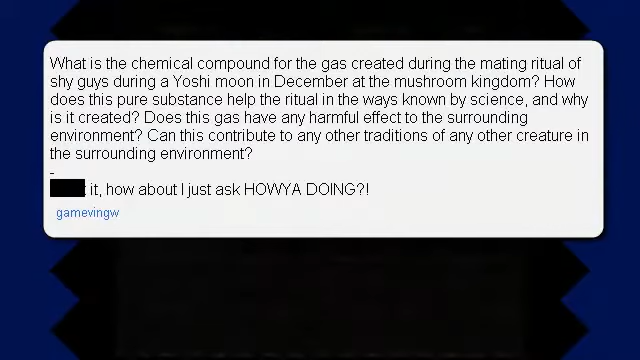 What is the chemical compound for the gas created during the mating ritual of
shy guys during a Yoshi moon in December at the mushroom kingdom? How
does this pure substance help the ritual in the ways known by science, and why
is it created? Does this gas have any harmful effect to the surrounding
environment? Can this contribute to any other traditions of any other creature in
the surrounding environment?
-
it, how about I just ask HOWYA DOING?!
gamevingw